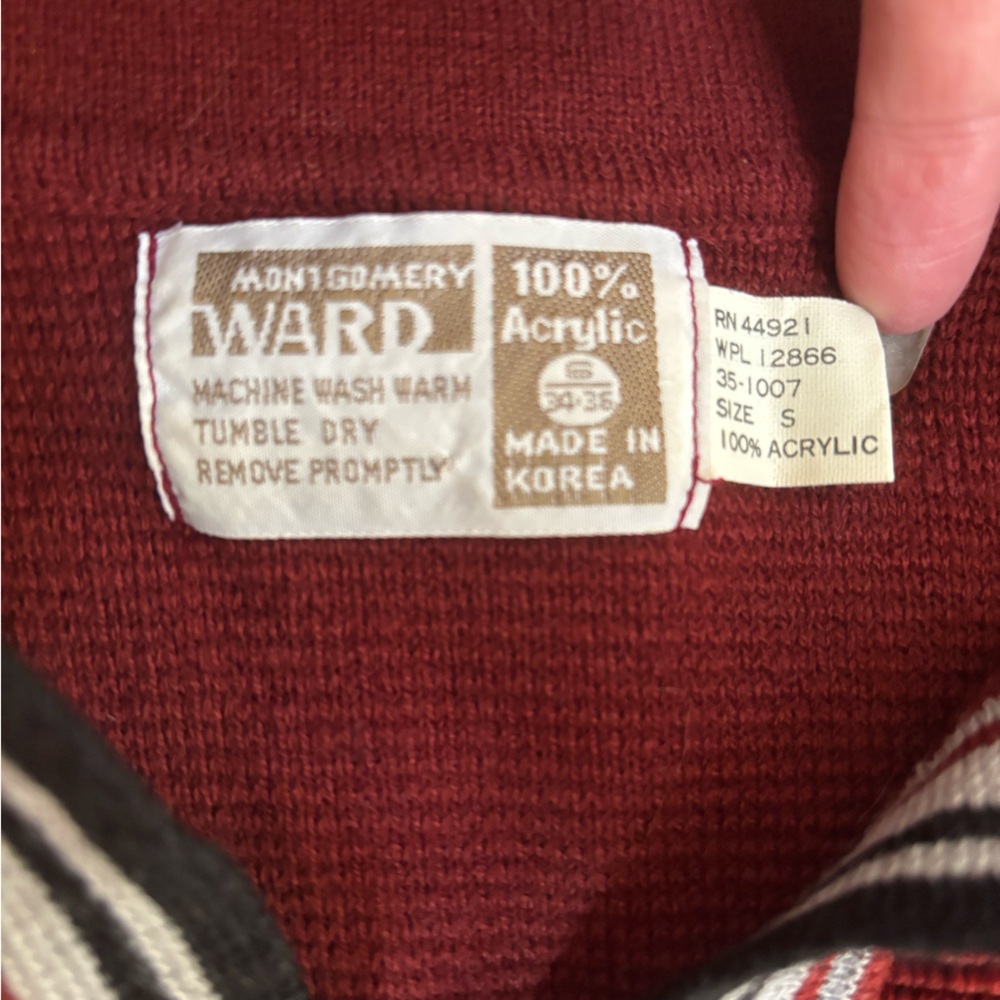 MONTGOMERY
WARD
MACHINE WASH WARM
TUMBLE DRY
REMOVE PROMPTLY
100%
Acrylic
S
34-36
MADE IN
KOREA
RN 44921
WPL 12866
35-1007
SIZE S
100% ACRYLIC